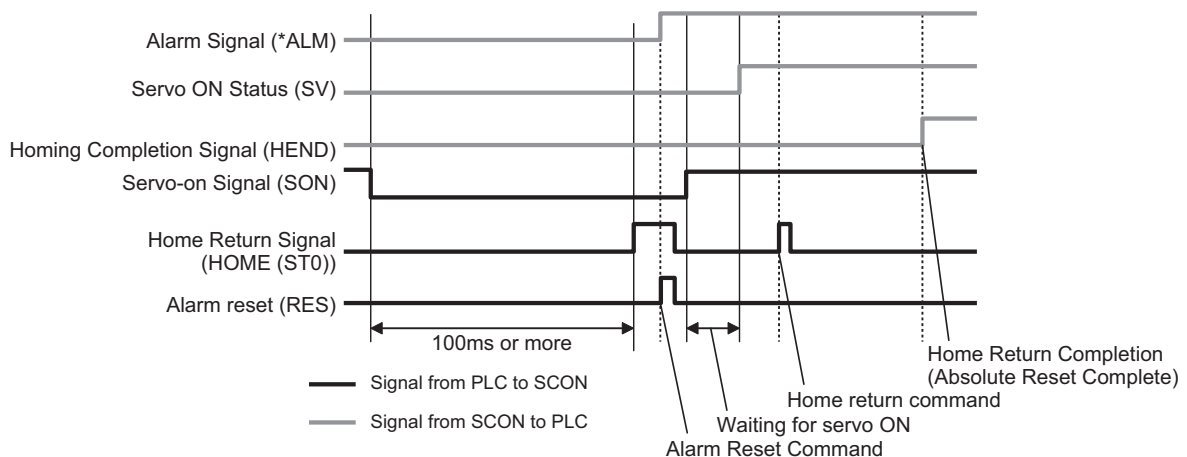 Alarm Signal (*ALM)
Servo ON Status (SV)
Homing Completion Signal (HEND)
Servo-on Signal (SON)
Home Return Signal
(HOME (ST0))
Alarm reset (RES)
100ms or more
Home Return Completion
(Absolute Reset Complete)
Signal from PLC to SCON
Home return command
Signal from SCON to PLC
Waiting for servo ON
Alarm Reset Command